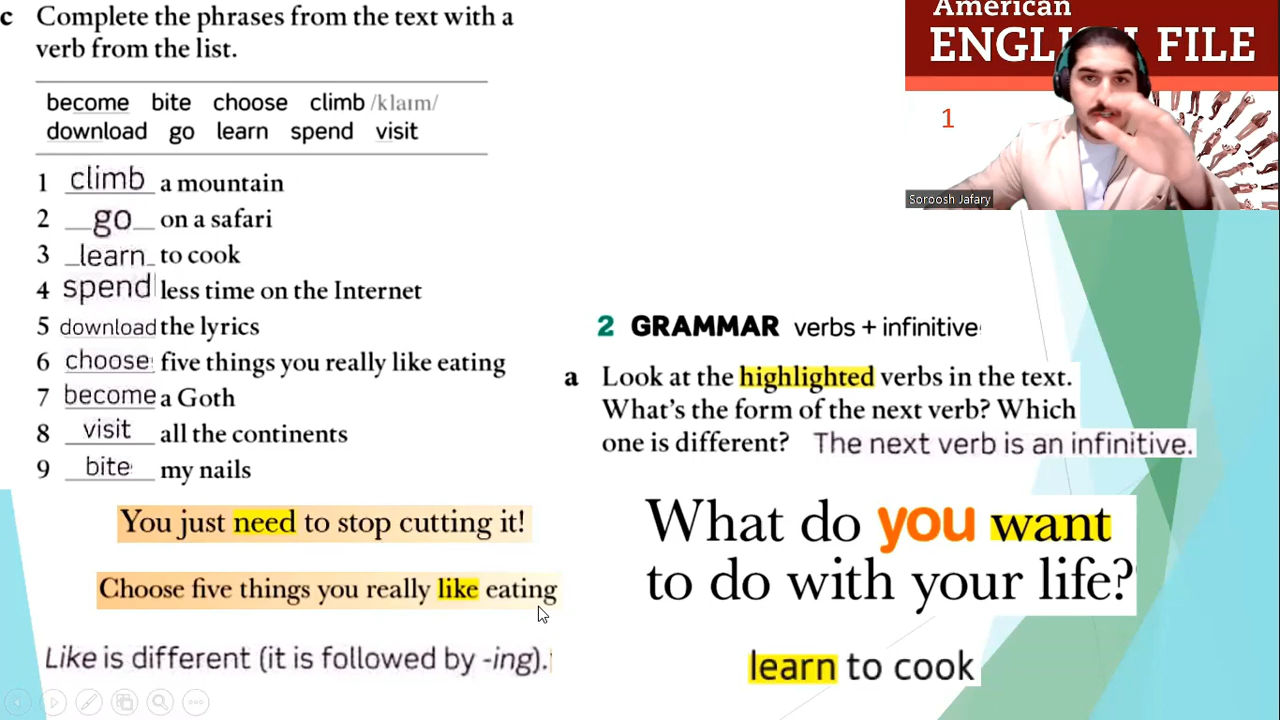 c Complete the phrases from the text with a
verb from the list.
become bite choose climb /klaɪm/
download go learn spend visit
1 climb a mountain
2 go on a safari
3 learn to cook
4 spend less time on the Internet
5 download the lyrics
6 choose five things you really like eating
7 become a Goth
8 visit all the continents
9 bite my nails
You just need to stop cutting it!
Choose five things you really like eating
Like is different (it is followed by -ing).
American
ENGLISH FILE
1
Soroosh Jafary
2 GRAMMAR verbs + infinitive
a Look at the highlighted verbs in the text.
What's the form of the next verb? Which
one is different? The next verb is an infinitive.
What do you want
to do with your life?
learn to cook